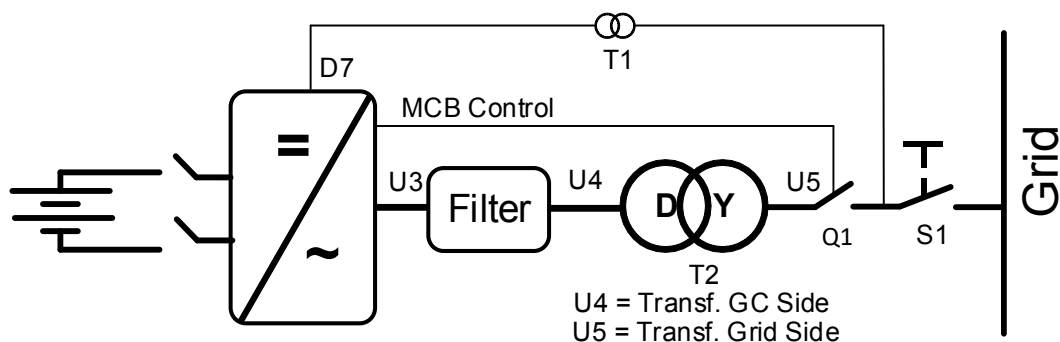 T1
D7
MCB Control
=
~
U3
Filter
U4
D Y
U5
Q1
S1
Grid
T2
U4 = Transf. GC Side
U5 = Transf. Grid Side